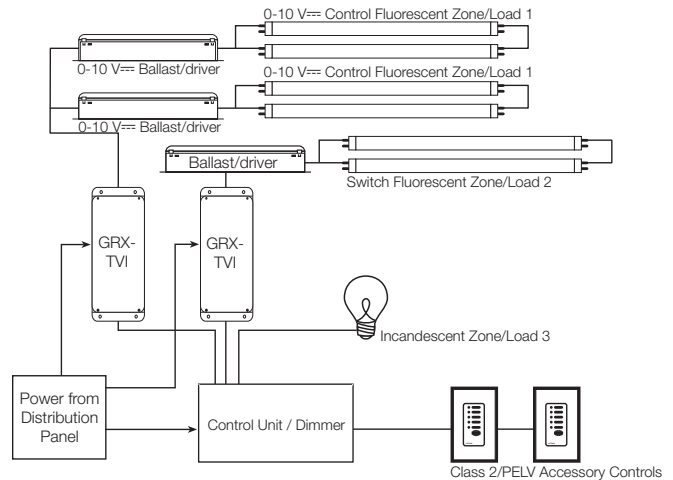 0-10 V⎓ Control Fluorescent Zone/Load 1
0-10 V⎓ Ballast/driver
0-10 V⎓ Control Fluorescent Zone/Load 1
0-10 V⎓ Ballast/driver
Ballast/driver
Switch Fluorescent Zone/Load 2
GRX-
TVI
GRX-
TVI
Incandescent Zone/Load 3
Power from
Distribution
Panel
Control Unit / Dimmer
Class 2/PELV Accessory Controls